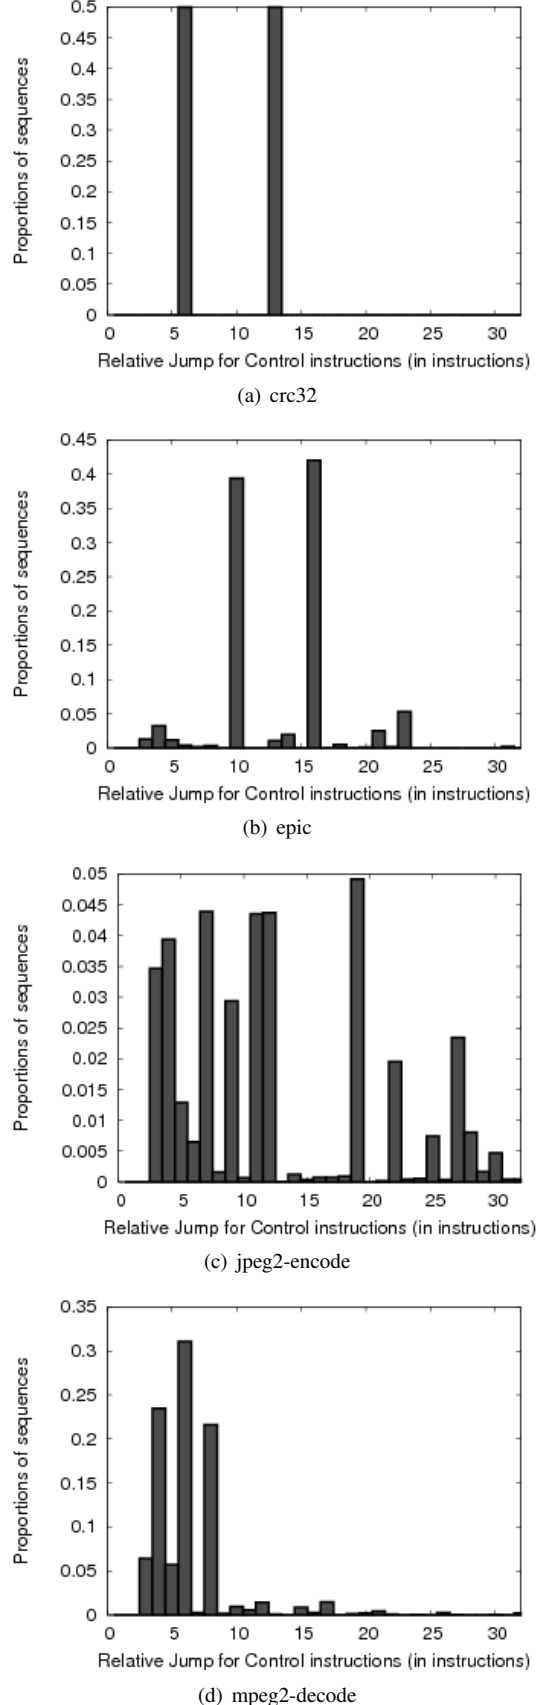 0.5
0.45
0.4
0.35
0.3
0.25
0.2
0.15
0.1
0.05
0
Proportions of sequences
0 5 10 15 20 25 30
Relative Jump for Control instructions (in instructions)
(a) crc32
0.45
0.4
0.35
0.3
0.25
0.2
0.15
0.1
0.05
0
Proportions of sequences
0 5 10 15 20 25 30
Relative Jump for Control instructions (in instructions)
(b) epic
0.05
0.045
0.04
0.035
0.03
0.025
0.02
0.015
0.01
0.005
0
Proportions of sequences
0 5 10 15 20 25 30
Relative Jump for Control instructions (in instructions)
(c) jpeg2-encode
0.35
0.3
0.25
0.2
0.15
0.1
0.05
0
Proportions of sequences
0 5 10 15 20 25 30
Relative Jump for Control instructions (in instructions)
(d) mpeg2-decode